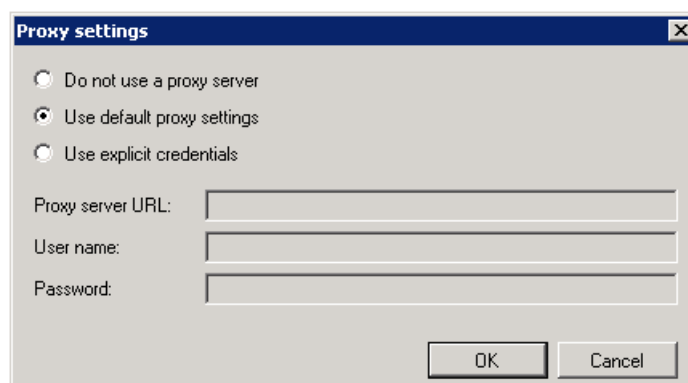 Proxy settings
Do not use a proxy server
Use default proxy settings
Use explicit credentials
Proxy server URL:
User name:
Password:
OK Cancel